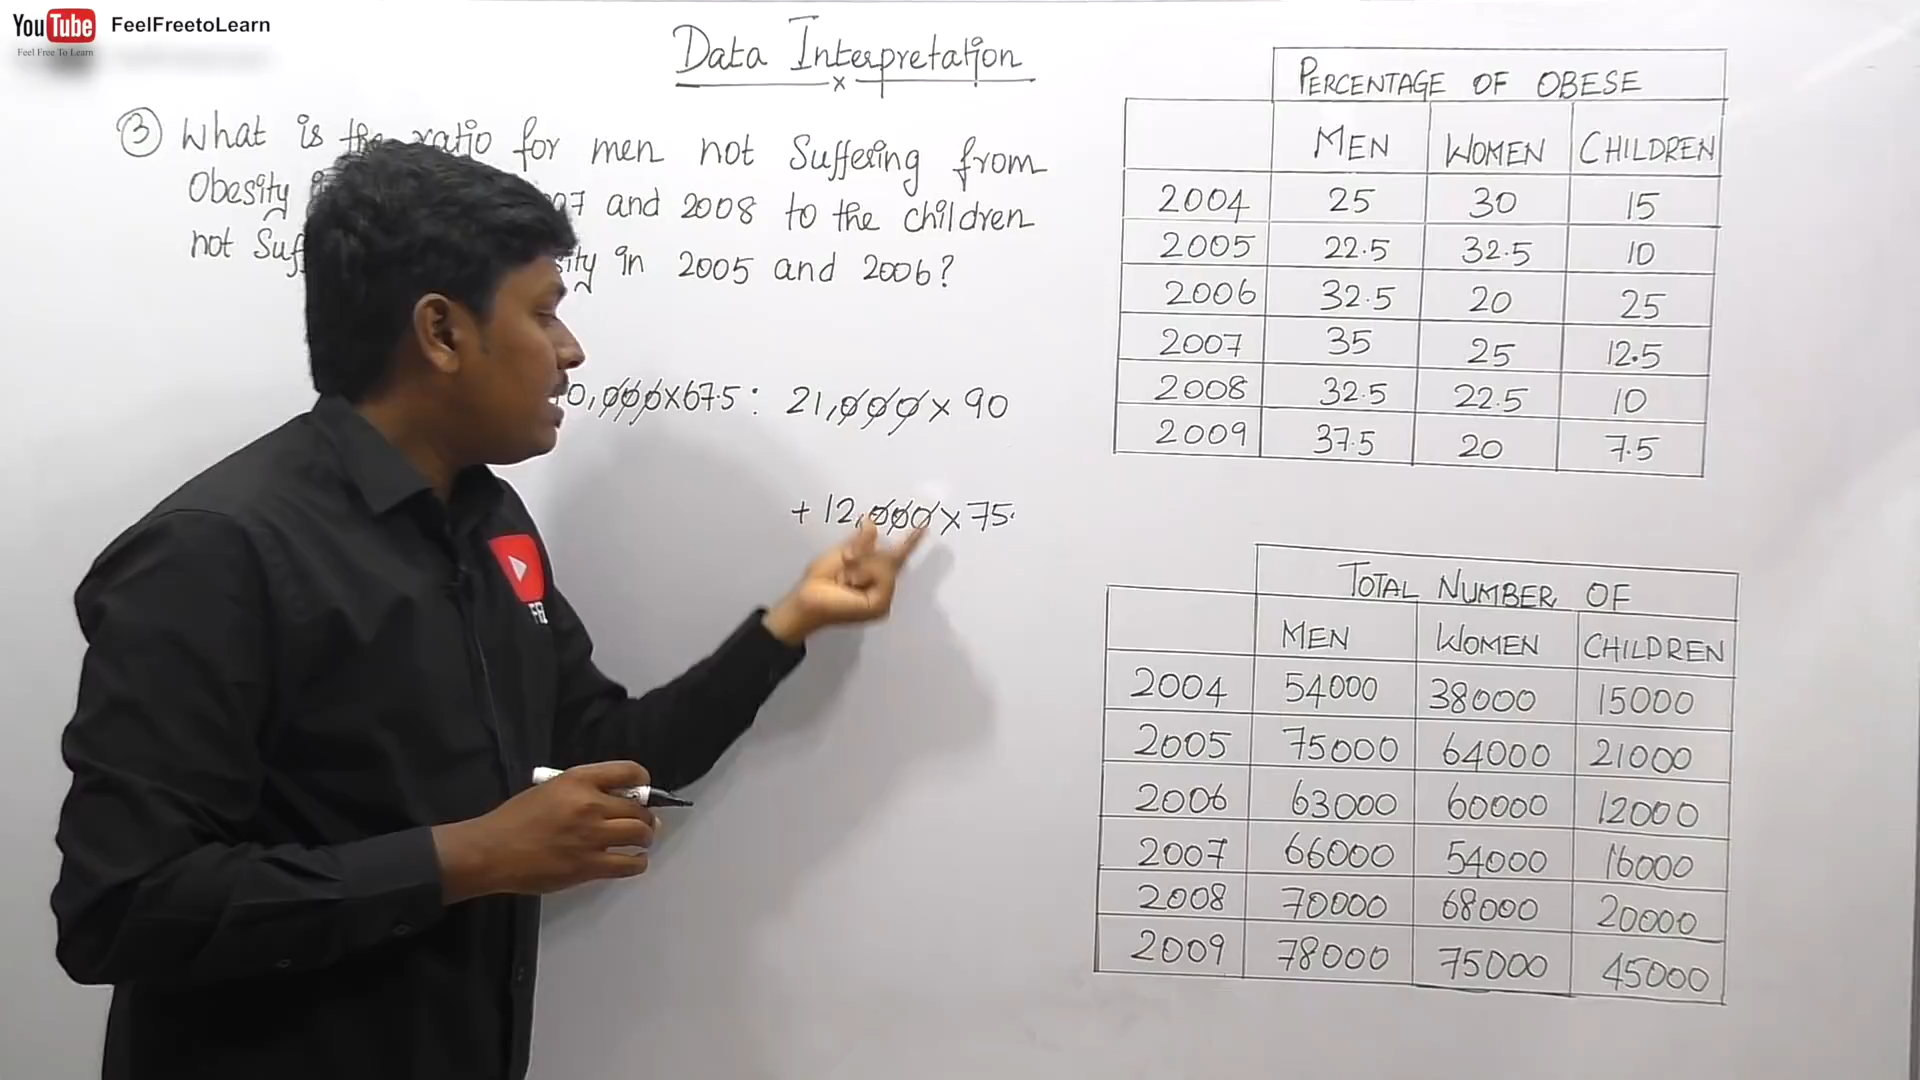 YouTube FeelFreetoLearn
Feel Free To Learn
Data Interpretation
x
③ What is the ratio for men not Suffering from
Obesity 07 and 2008 to the children
not Suf sity in 2005 and 2006?
0,000x67.5 : 21,000 x 90
+ 12,000 x 75.
PERCENTAGE OF OBESE
MEN WOMEN CHILDREN
2004 25 30 15
2005 22.5 32.5 10
2006 32.5 20 25
2007 35 25 12.5
2008 32.5 22.5 10
2009 37.5 20 7.5
TOTAL NUMBER OF
MEN WOMEN CHILDREN
2004 54000 38000 15000
2005 75000 64000 21000
2006 63000 60000 12000
2007 66000 54000 16000
2008 70000 68000 20000
2009 78000 75000 45000